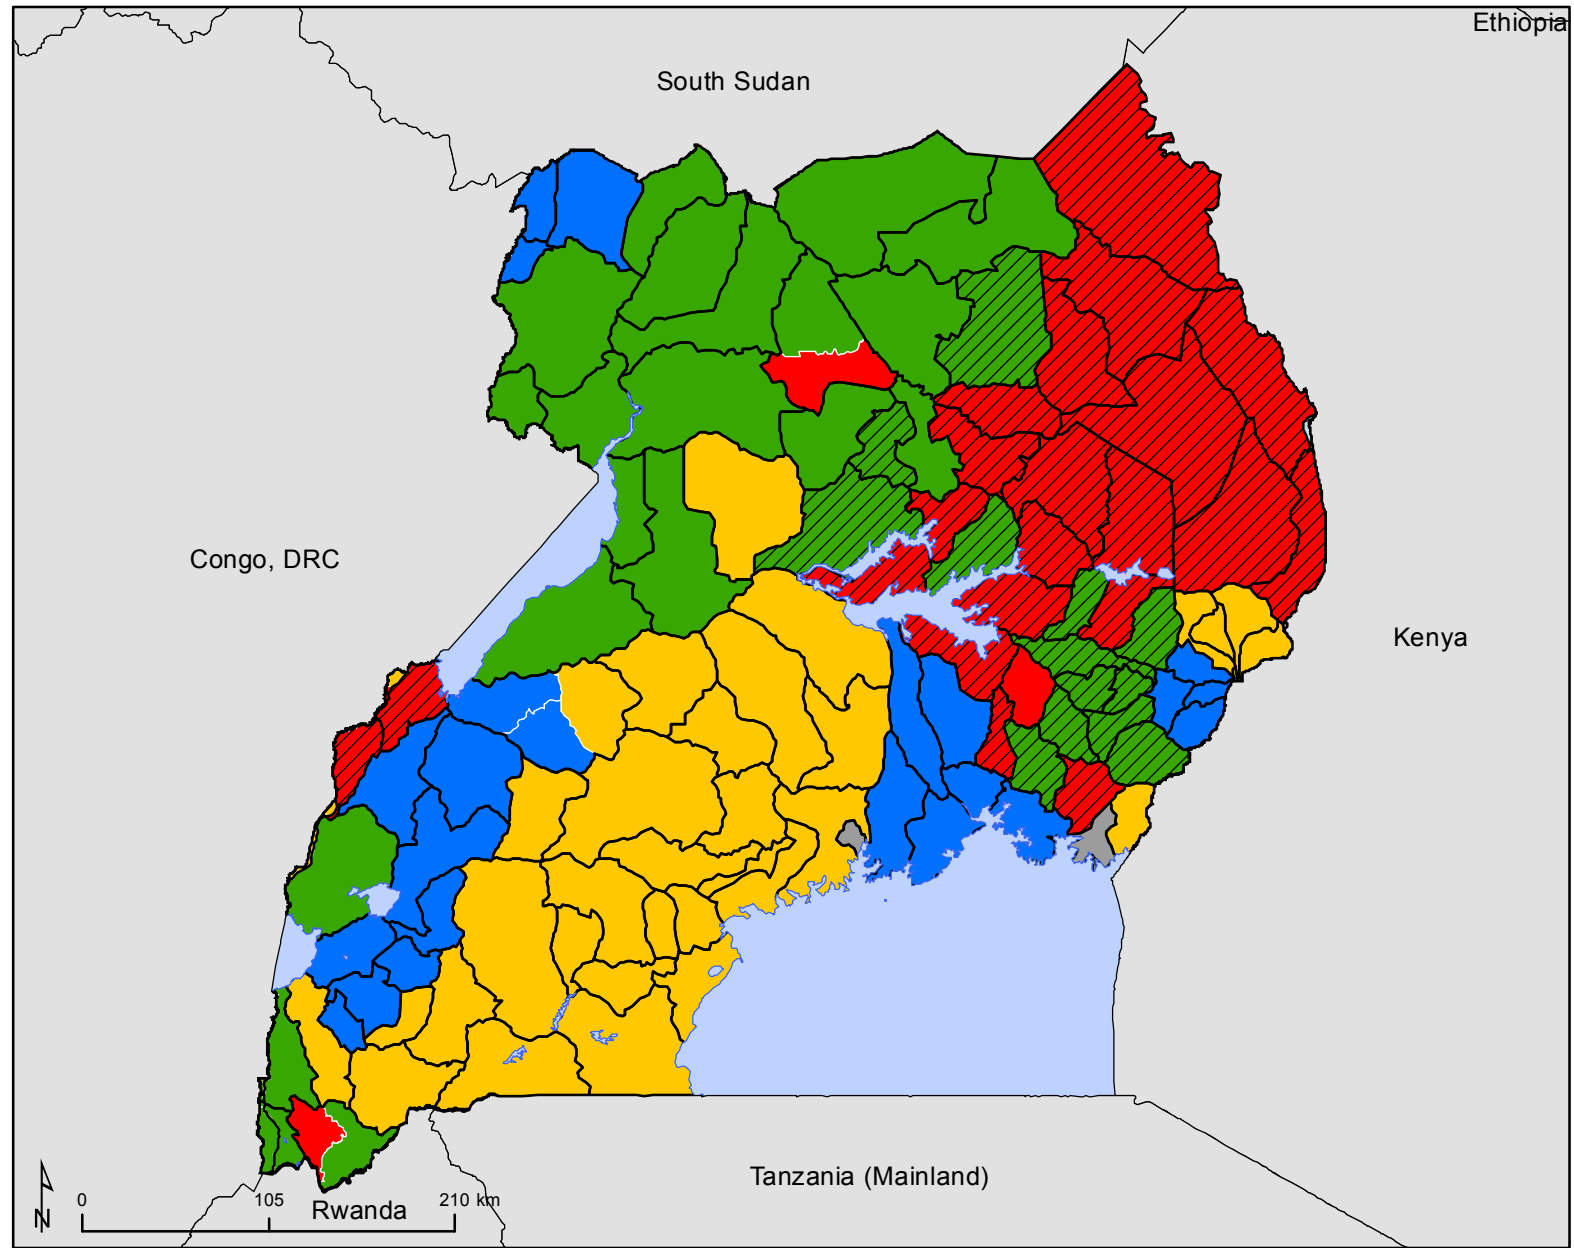 Ethiopia
South Sudan
Congo, DRC
Kenya
Tanzania (Mainland)
0 105 210 km
Rwanda
N